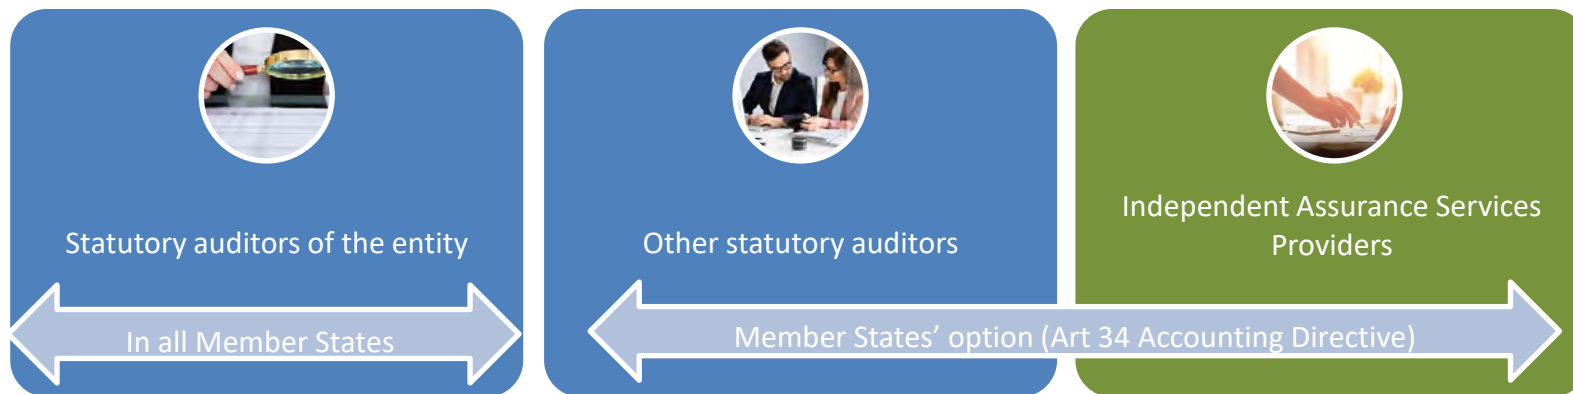 Statutory auditors of the entity
Other statutory auditors
Independent Assurance Services
Providers
In all Member States
Member States’ option (Art 34 Accounting Directive)